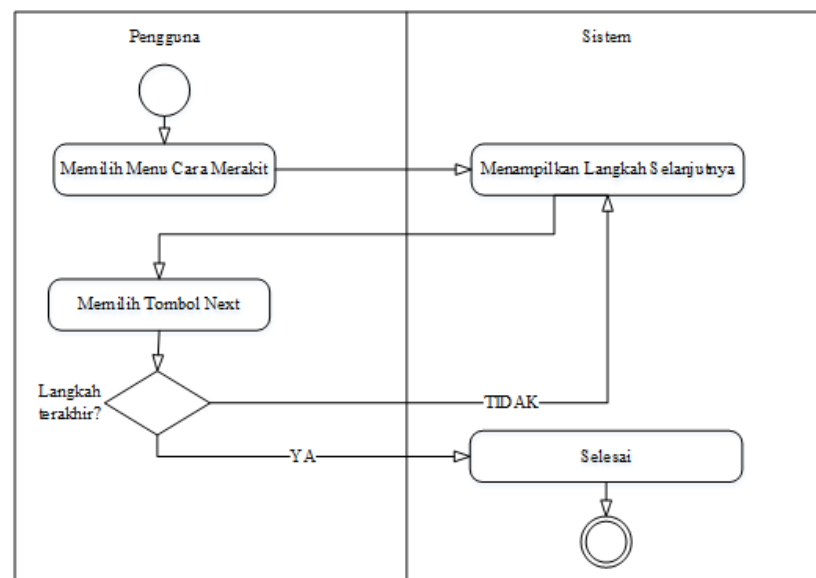 Pengguna
Sistem
Memilih Menu Cara Merakit
Menampilkan Langkah Selanjutnya
Memilih Tombol Next
Langkah
terakhir?
TIDAK
YA
Selesai